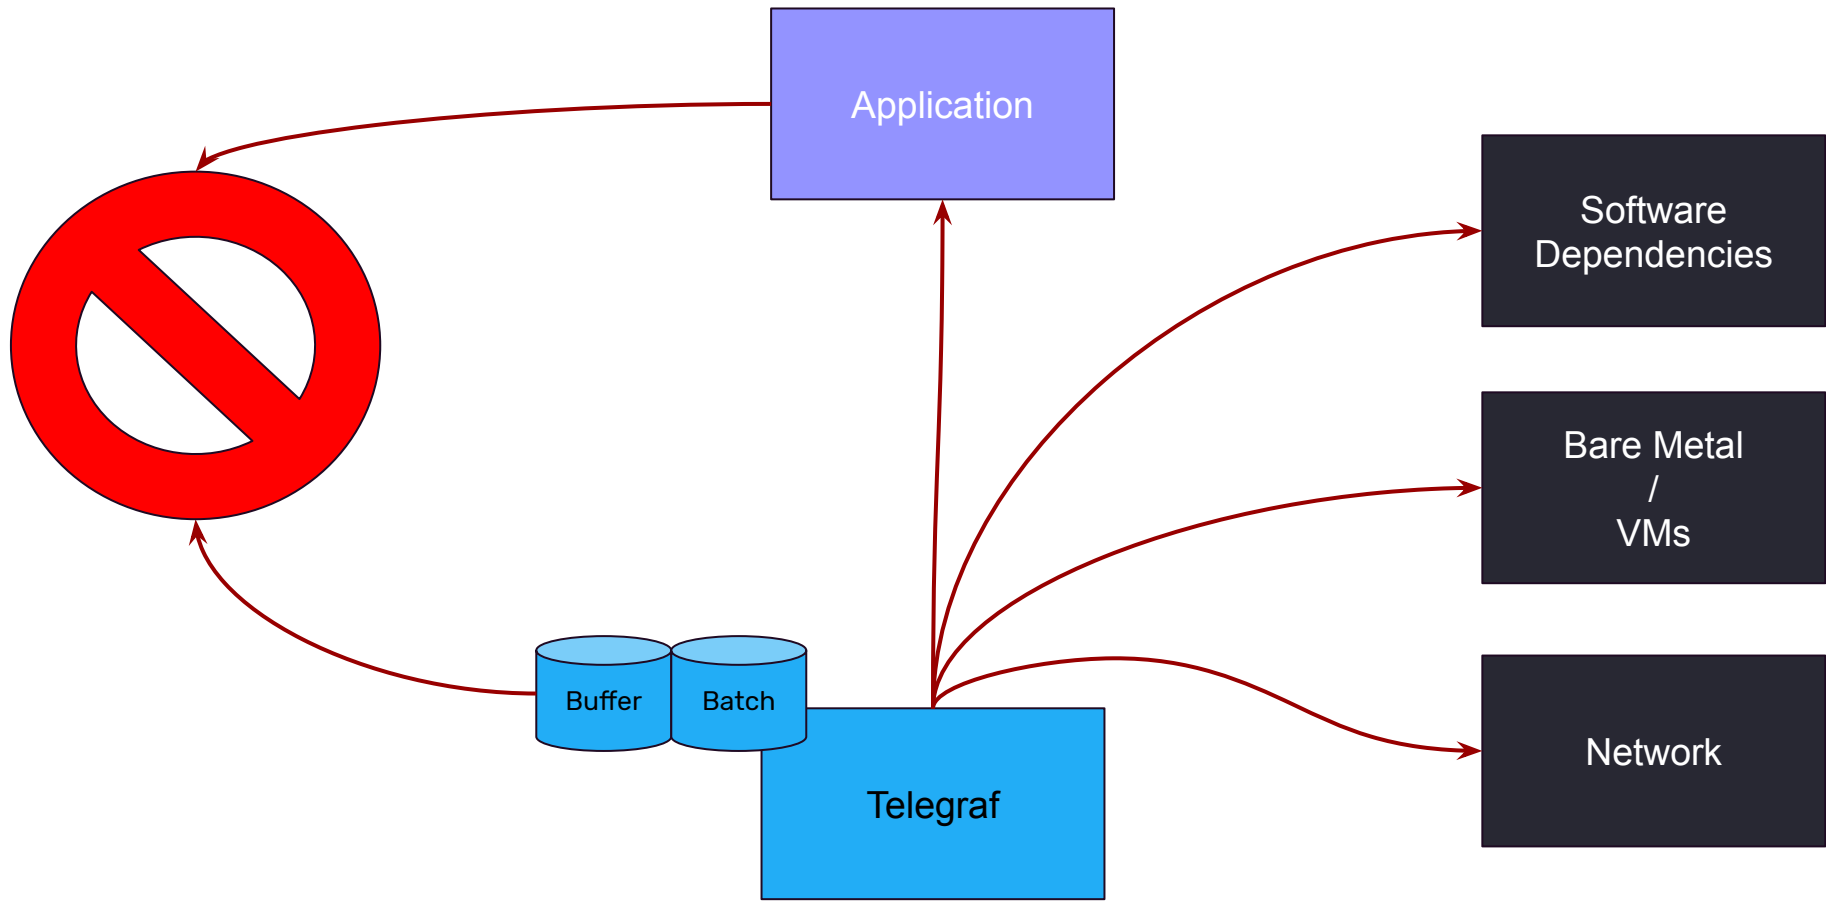 Application
Software
Dependencies
Bare Metal
/
VMs
Buffer
Batch
Network
Telegraf